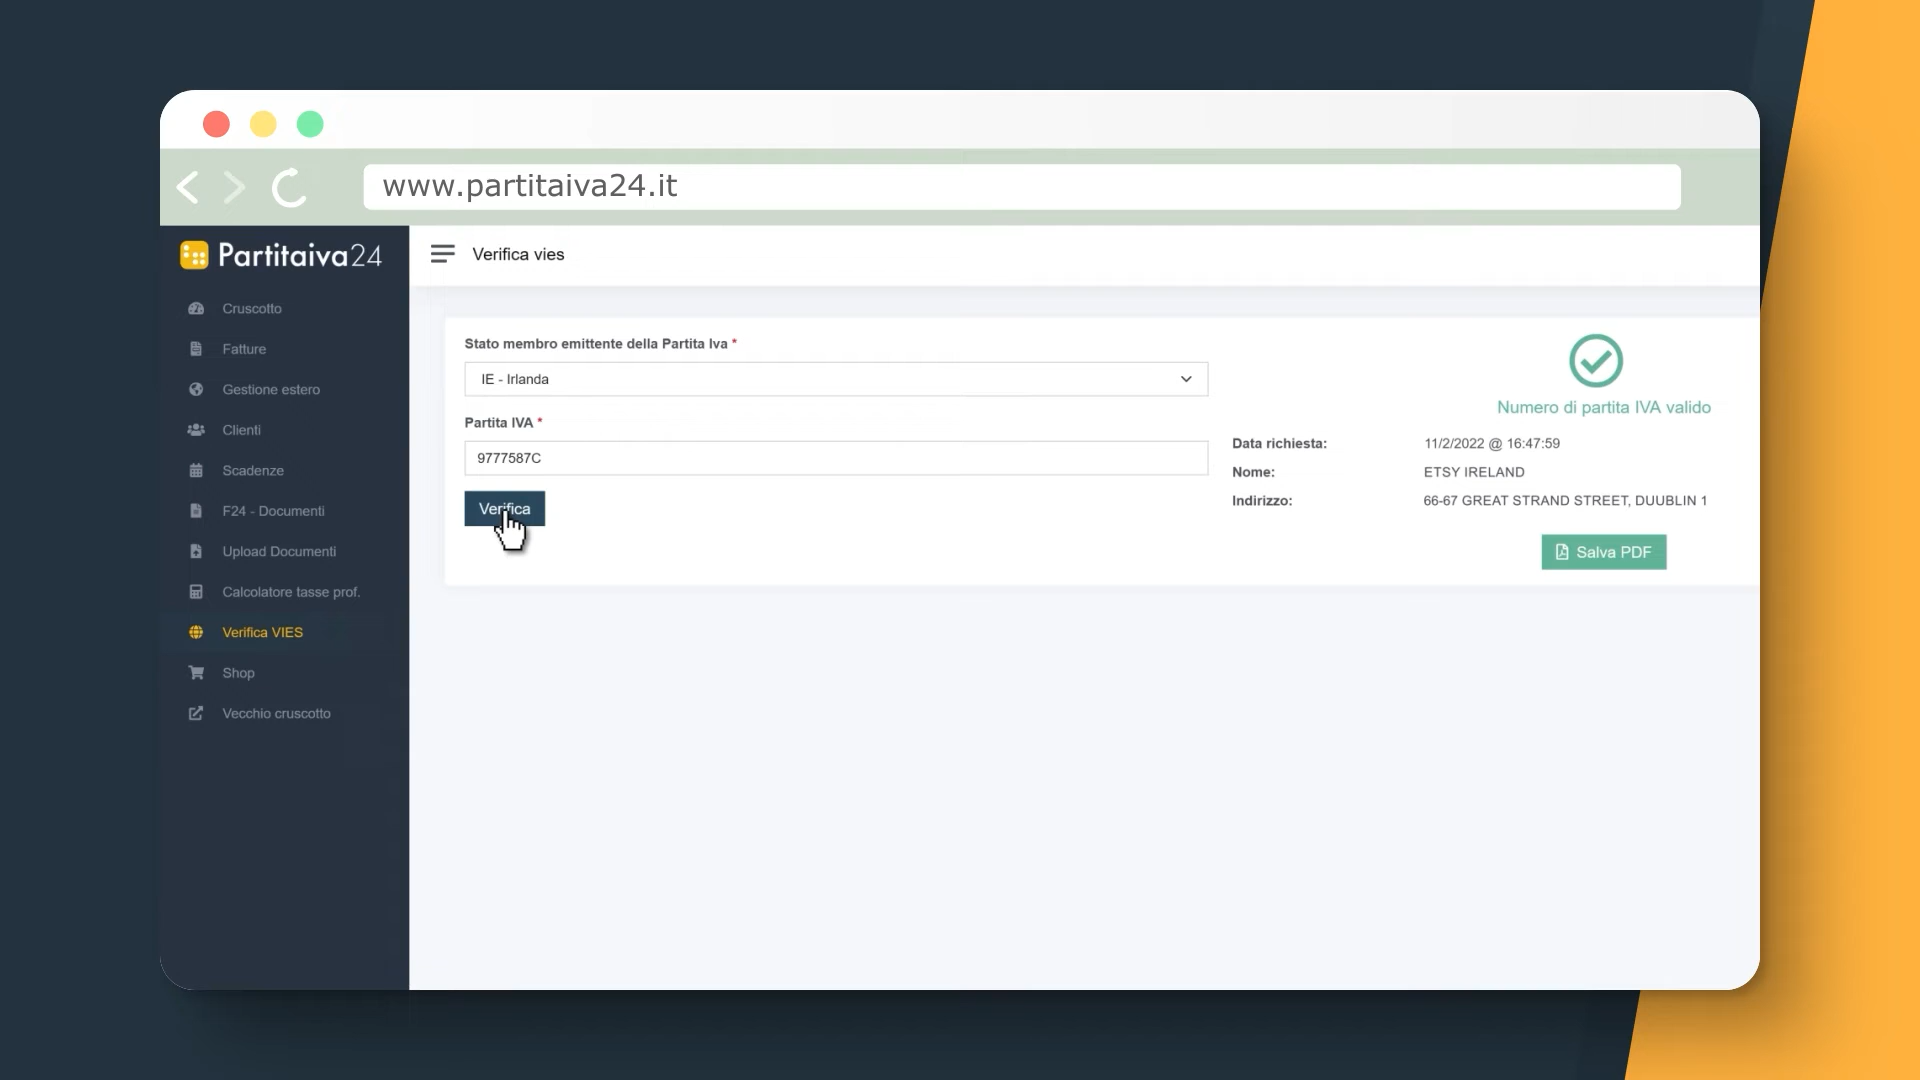 www.partitaiva24.it
Partitaiva24
Verifica vies
Cruscotto
Fatture
Gestione estero
Clienti
Scadenze
F24 - Documenti
Upload Documenti
Calcolatore tasse prof.
Verifica VIES
Shop
Vecchio cruscotto
Stato membro emittente della Partita Iva *
IE - Irlanda
Partita IVA *
9777587C
Verifica
Numero di partita IVA valido
Data richiesta: 11/2/2022 @ 16:47:59
Nome: ETSY IRELAND
Indirizzo: 66-67 GREAT STRAND STREET, DUUBLIN 1
Salva PDF